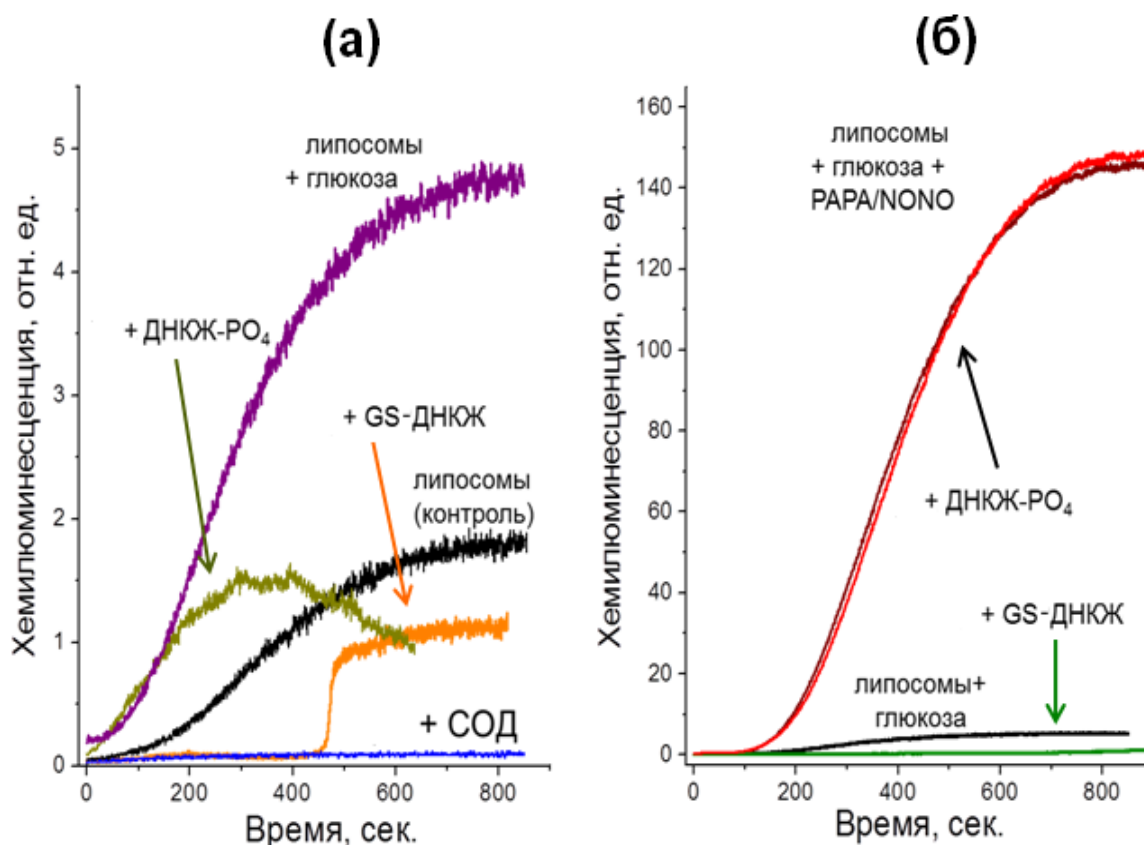 (а)
Хемилюминесценция, отн. ед.
5
4
3
2
1
0
липосомы
+ глюкоза
+ ДНКЖ-PO₄
+ GS-ДНКЖ
липосомы
(контроль)
+ СОД
0 200 400 600 800
Время, сек.
(б)
Хемилюминесценция, отн. ед.
160
140
120
100
80
60
40
20
0
липосомы
+ глюкоза +
PAPA/NONO
+ ДНКЖ-PO₄
+ GS-ДНКЖ
липосомы+
глюкоза
0 200 400 600 800
Время, сек.